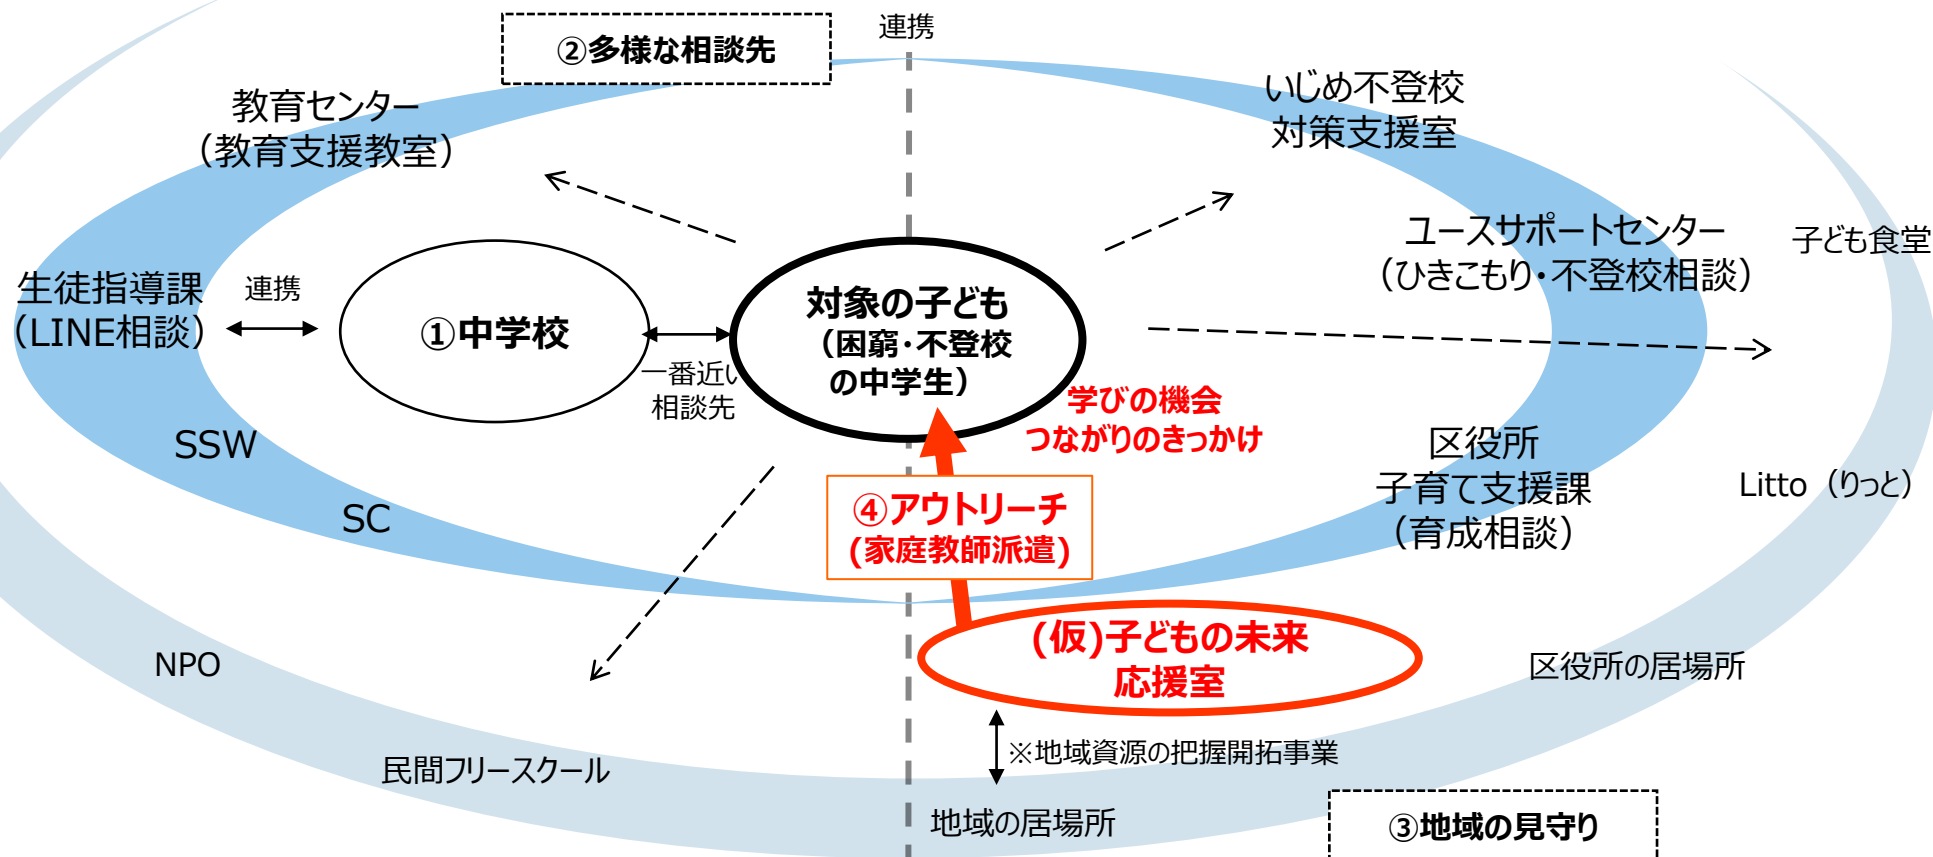 連携
②多様な相談先
教育センター
（教育支援教室）
いじめ不登校
対策支援室
ユースサポートセンター
（ひきこもり・不登校相談）
子ども食堂
生徒指導課
（LINE相談）
連携
①中学校
一番近い
相談先
対象の子ども
（困窮・不登校
の中学生）
学びの機会
つながりのきっかけ
SSW
SC
④アウトリーチ
(家庭教師派遣)
区役所
子育て支援課
（育成相談）
Litto（りっと）
(仮)子どもの未来
応援室
NPO
区役所の居場所
民間フリースクール
※地域資源の把握開拓事業
地域の居場所
③地域の見守り